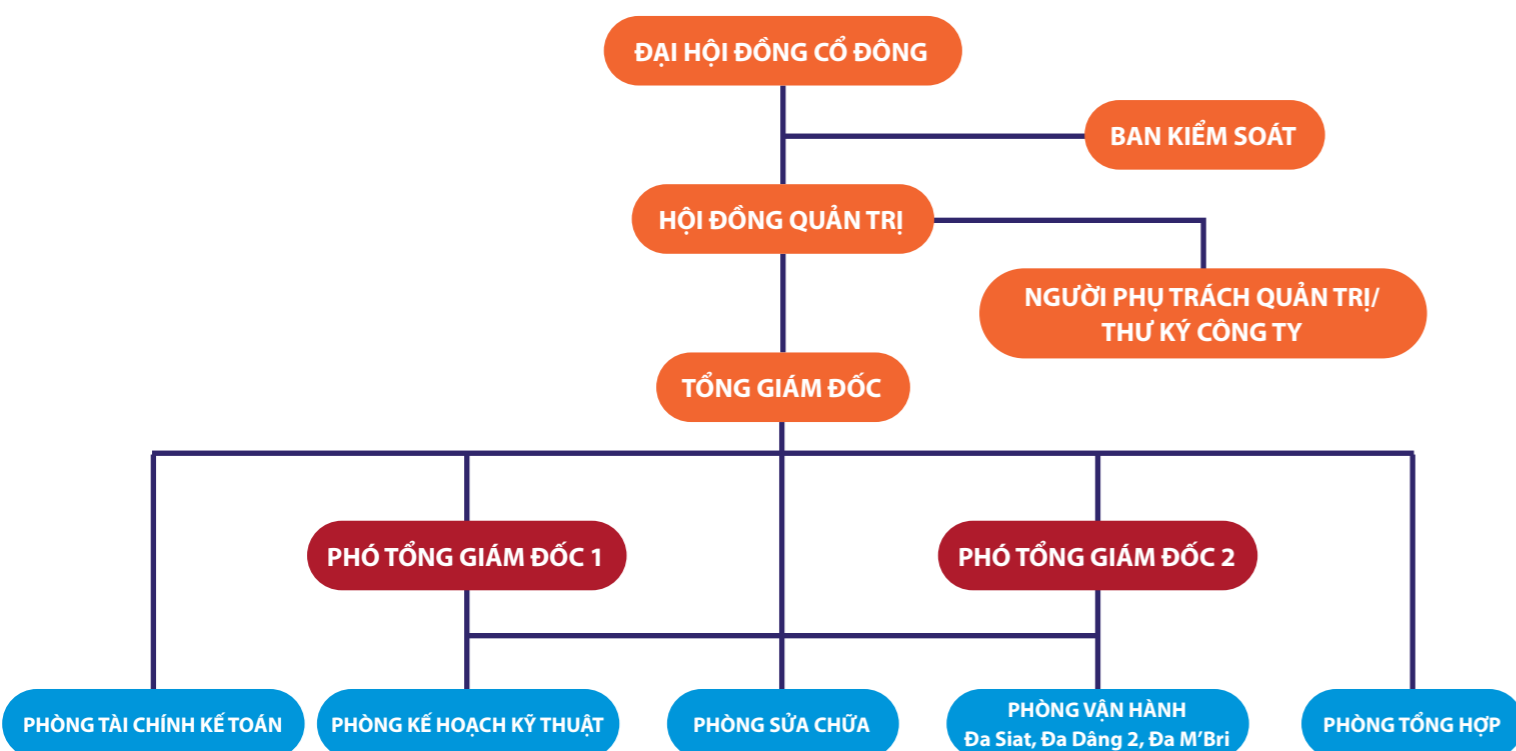 ĐẠI HỘI ĐỒNG CỔ ĐÔNG
BAN KIỂM SOÁT
HỘI ĐỒNG QUẢN TRỊ
NGƯỜI PHỤ TRÁCH QUẢN TRỊ/
THƯ KÝ CÔNG TY
TỔNG GIÁM ĐỐC
PHÓ TỔNG GIÁM ĐỐC 1
PHÓ TỔNG GIÁM ĐỐC 2
PHÒNG TÀI CHÍNH KẾ TOÁN
PHÒNG KẾ HOẠCH KỸ THUẬT
PHÒNG SỬA CHỮA
PHÒNG VẬN HÀNH
Đa Siat, Đa Dâng 2, Đa M'Bri
PHÒNG TỔNG HỢP